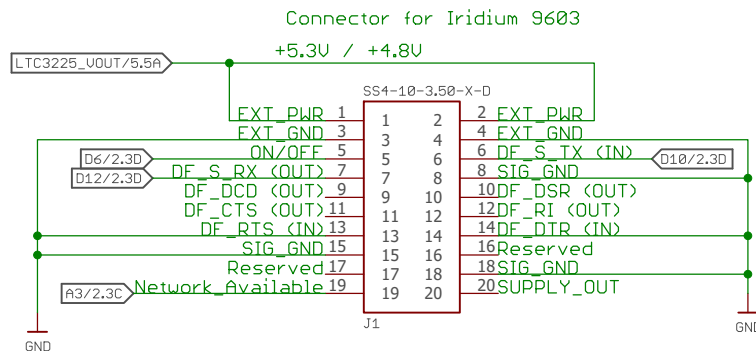 Connector for Iridium 9603
+5.3V / +4.8V
LTC3225_VOUT/5.5A
SS4-10-3.50-X-D
EXT_PWR 1 1 2 2 EXT_PWR
EXT_GND 3 3 4 4 EXT_GND
D6/2.3D ON/OFF 5 5 6 6 DF_S_TX (IN) D10/2.3D
D12/2.3D DF_S_RX (OUT) 7 7 8 8 SIG_GND
DF_DCD (OUT) 9 9 10 10 DF_DSR (OUT)
DF_CTS (OUT) 11 11 12 12 DF_RI (OUT)
DF_RTS (IN) 13 13 14 14 DF_DTR (IN)
SIG_GND 15 15 16 16 Reserved
Reserved 17 17 18 18 SIG_GND
A3/2.3C Network_Available 19 19 20 20 SUPPLY_OUT
J1
GND GND